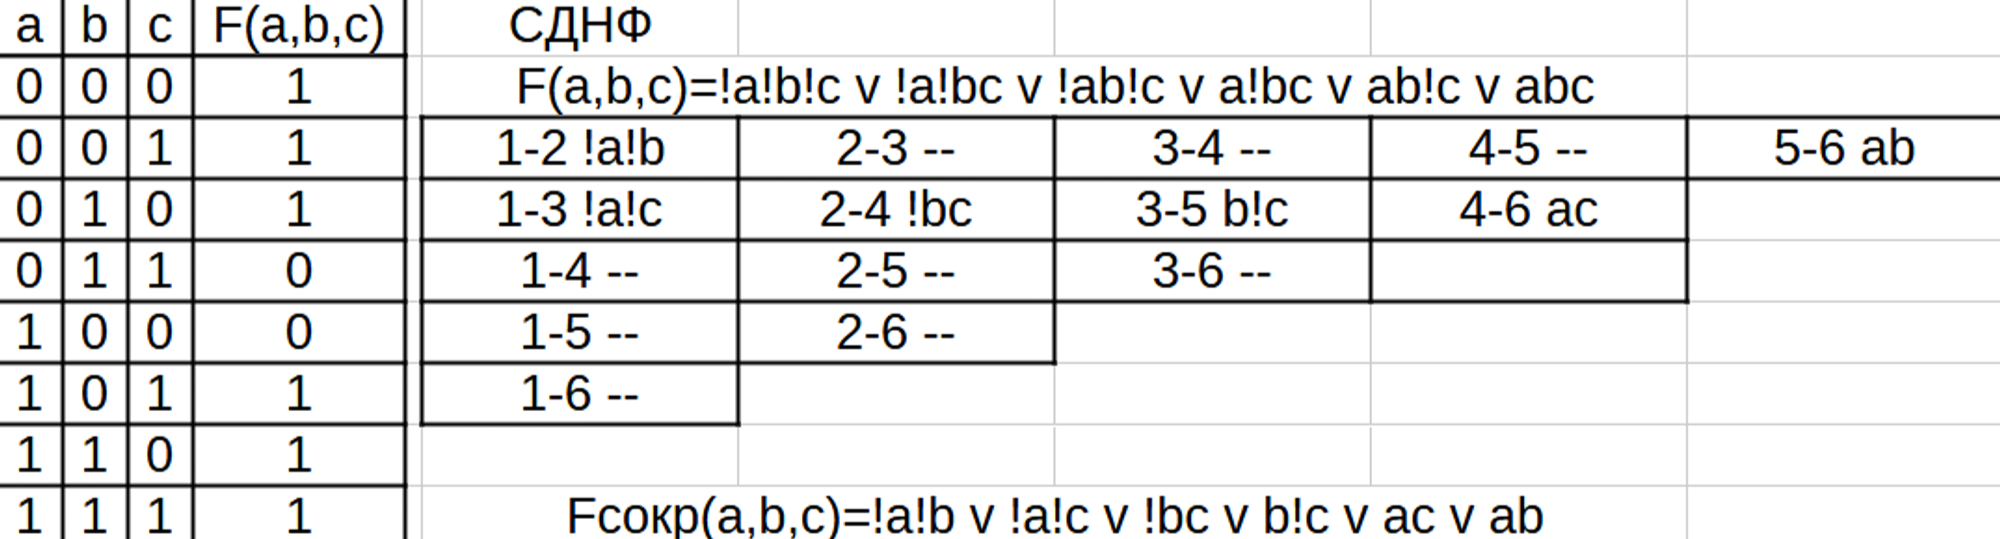 a b c F(a,b,c) СДНФ
0 0 0 1 F(a,b,c)=!a!b!c v !a!bc v !ab!c v a!bc v ab!c v abc
0 0 1 1 1-2 !a!b 2-3 -- 3-4 -- 4-5 -- 5-6 ab
0 1 0 1 1-3 !a!c 2-4 !bc 3-5 b!c 4-6 ac
0 1 1 0 1-4 -- 2-5 -- 3-6 --
1 0 0 0 1-5 -- 2-6 --
1 0 1 1 1-6 --
1 1 0 1
1 1 1 1 Fсокр(a,b,c)=!a!b v !a!c v !bc v b!c v ac v ab